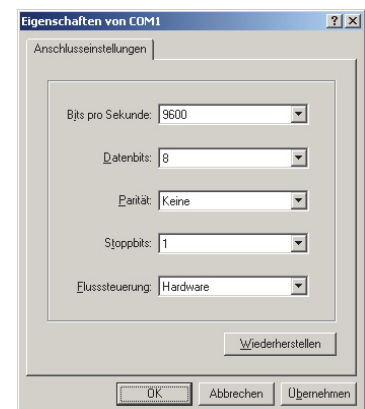 Eigenschaften von COM1
Anschlusseinstellungen
Bits pro Sekunde: 9600
Datenbits: 8
Parität: Keine
Stoppbits: 1
Flusssteuerung: Hardware
Wiederherstellen
OK Abbrechen Übernehmen